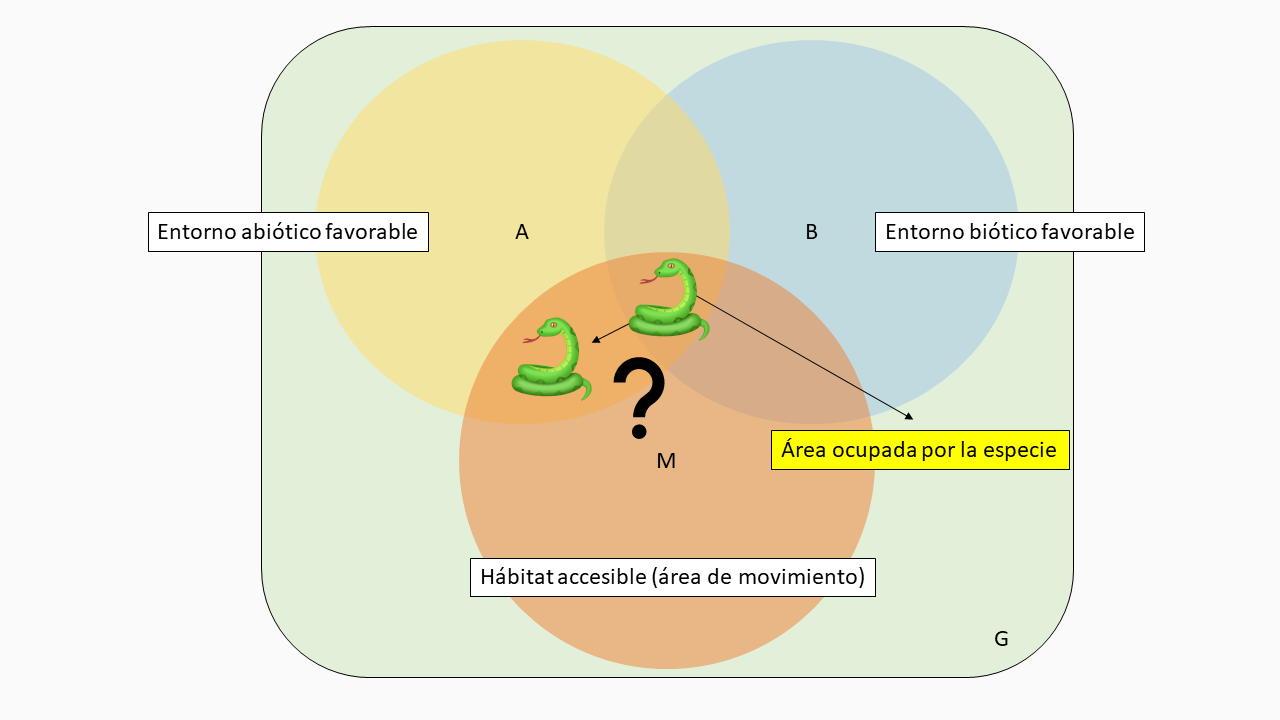 Entorno abiótico favorable
A
B
Entorno biótico favorable
?
M
Área ocupada por la especie
Hábitat accesible (área de movimiento)
G